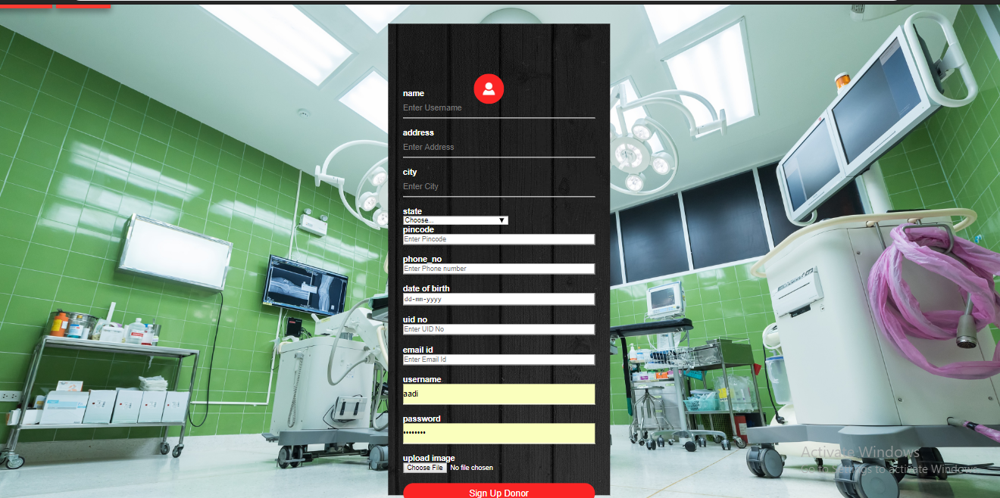 name
Enter Username
address
Enter Address
city
Enter City
state
Choose...
pincode
Enter Pincode
phone_no
Enter Phone number
date of birth
dd-mm-yyyy
uid no
Enter UID No
email id
Enter Email Id
username
aadi
password
••••••••
upload image
Choose File No file chosen
Sign Up Donor
Activate Windows
Go to Settings to activate Windows.